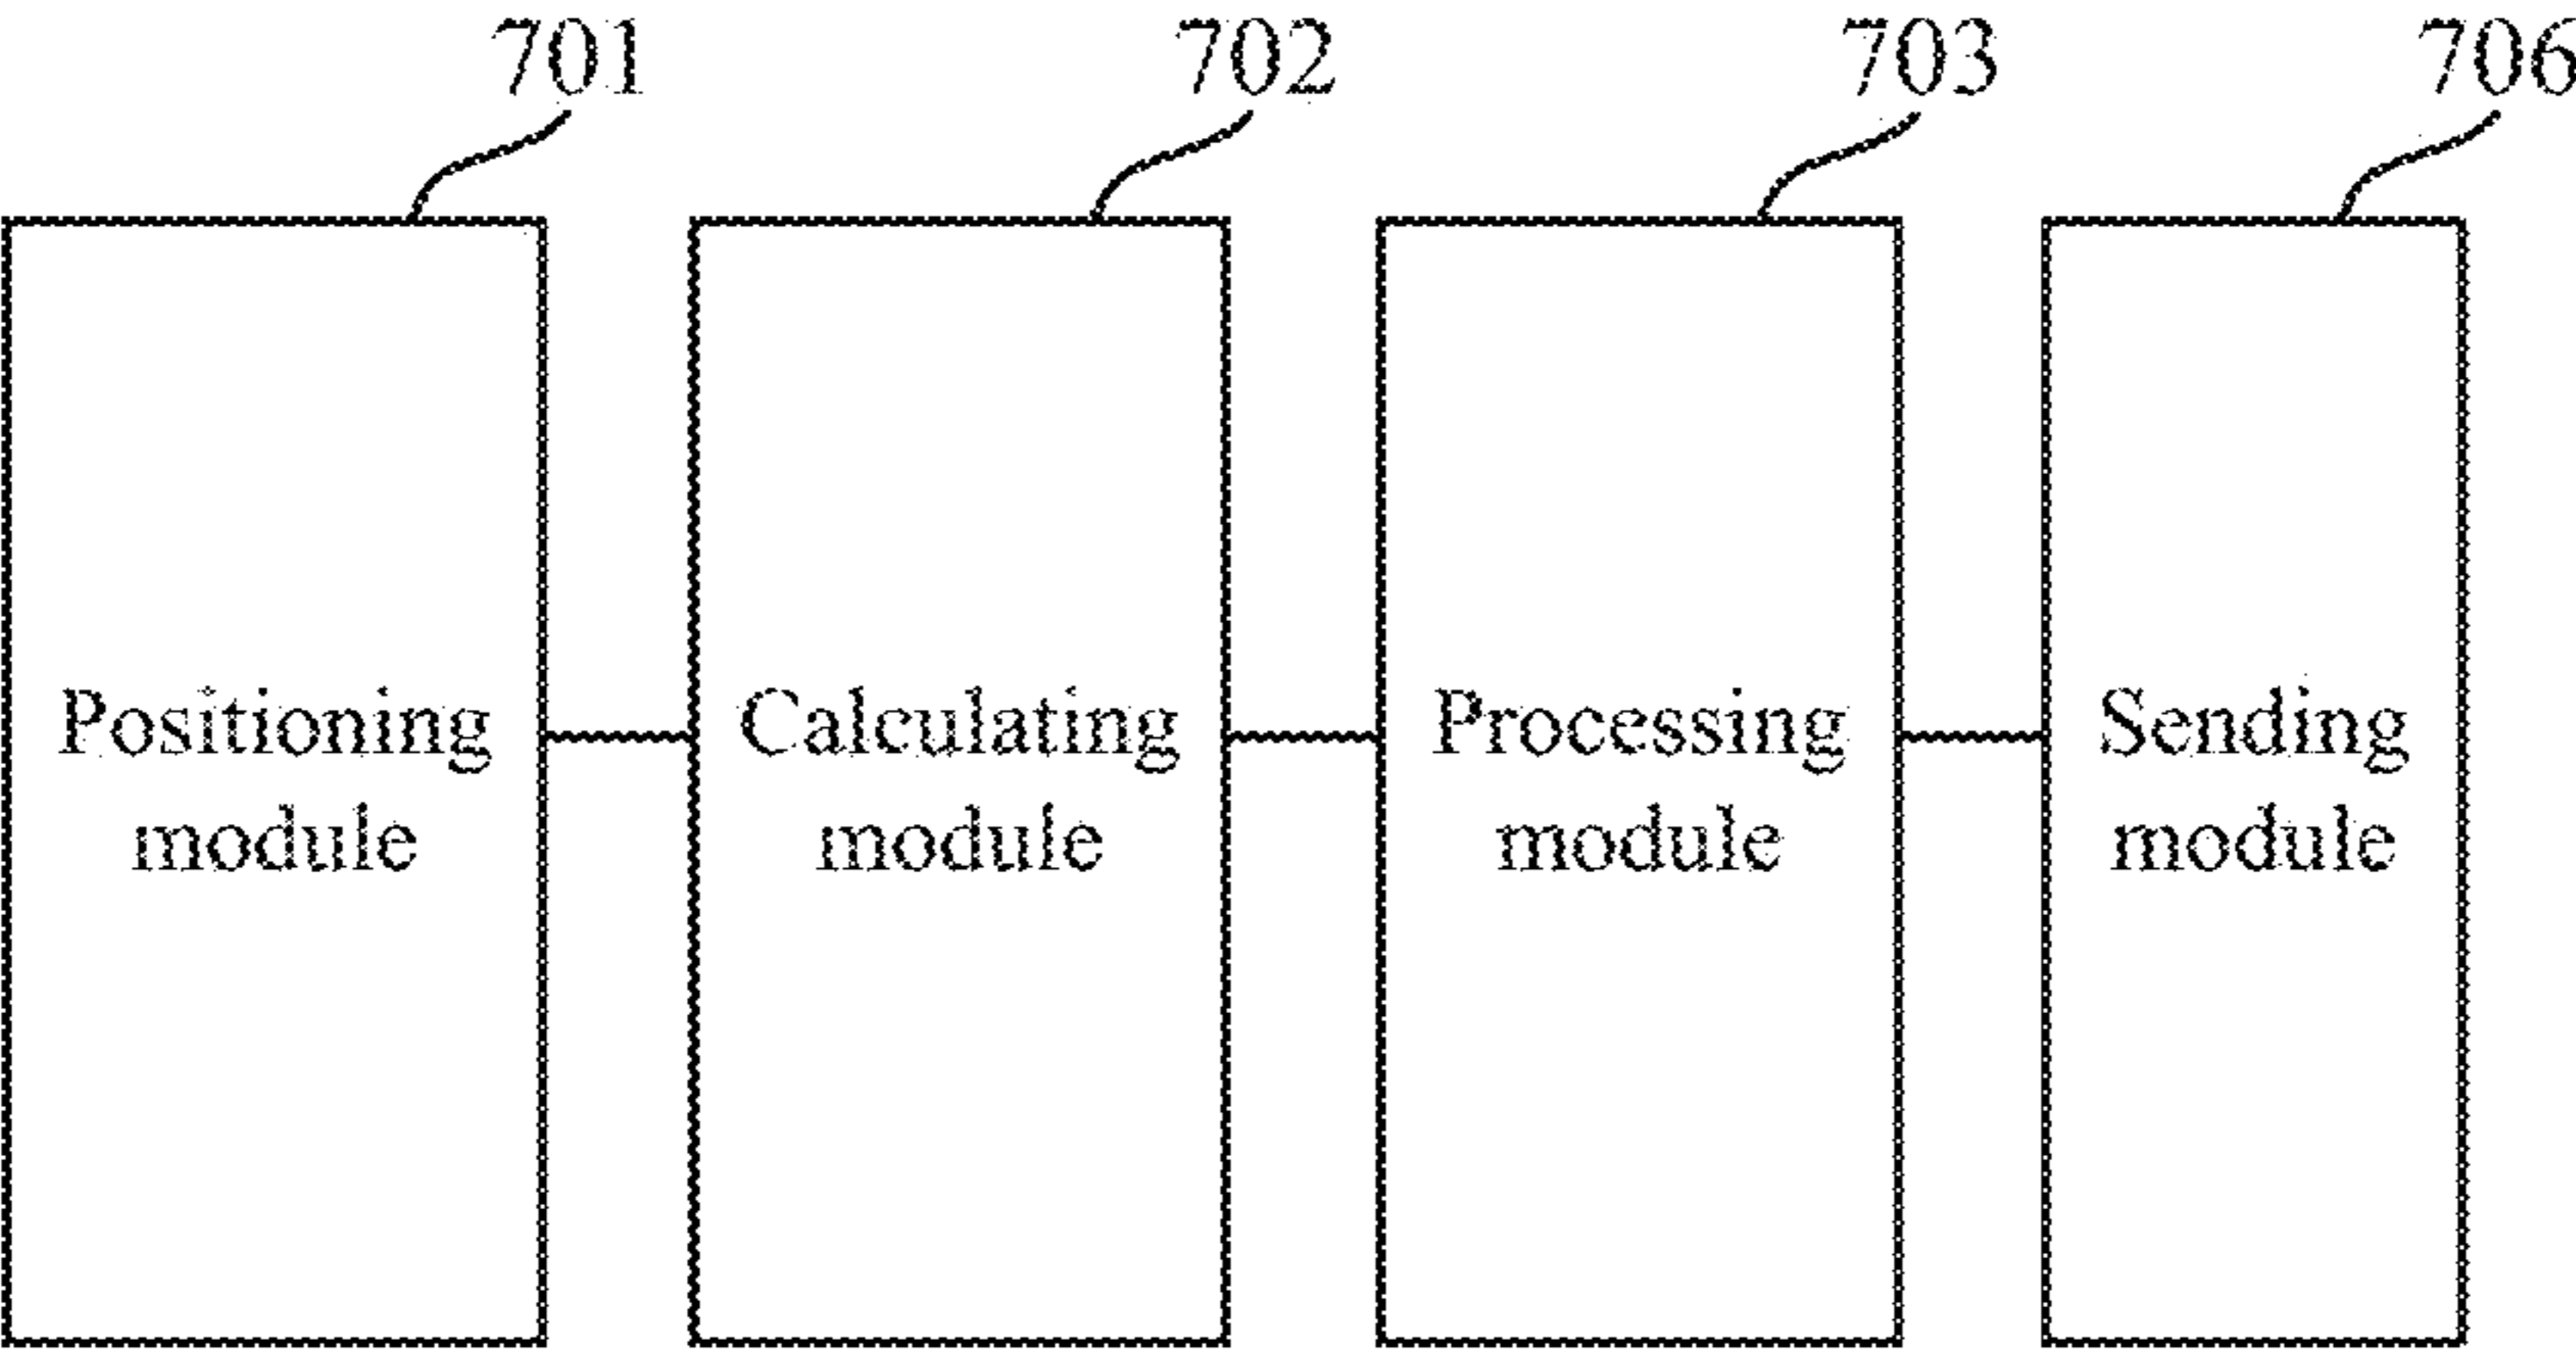 701 702 703 706
Positioning Calculating Processing Sending
module module module module